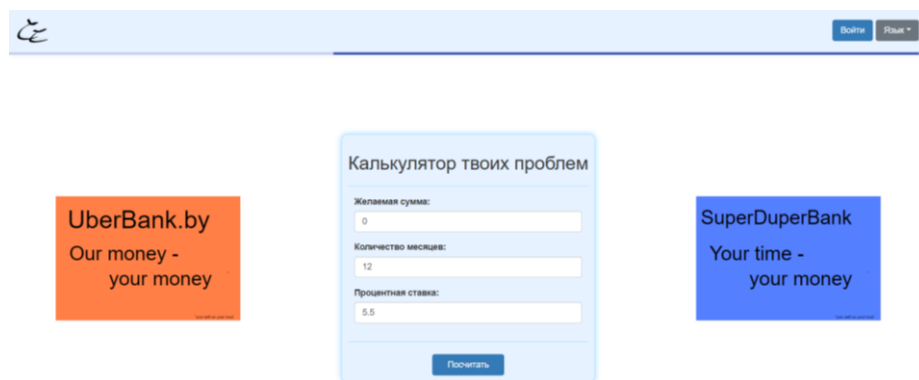 Войти
Язык
UberBank.by
Our money -
your money
Калькулятор твоих проблем
Желаемая сумма:
0
Количество месяцев:
12
Процентная ставка:
5.5
Посчитать
SuperDuperBank
Your time -
your money